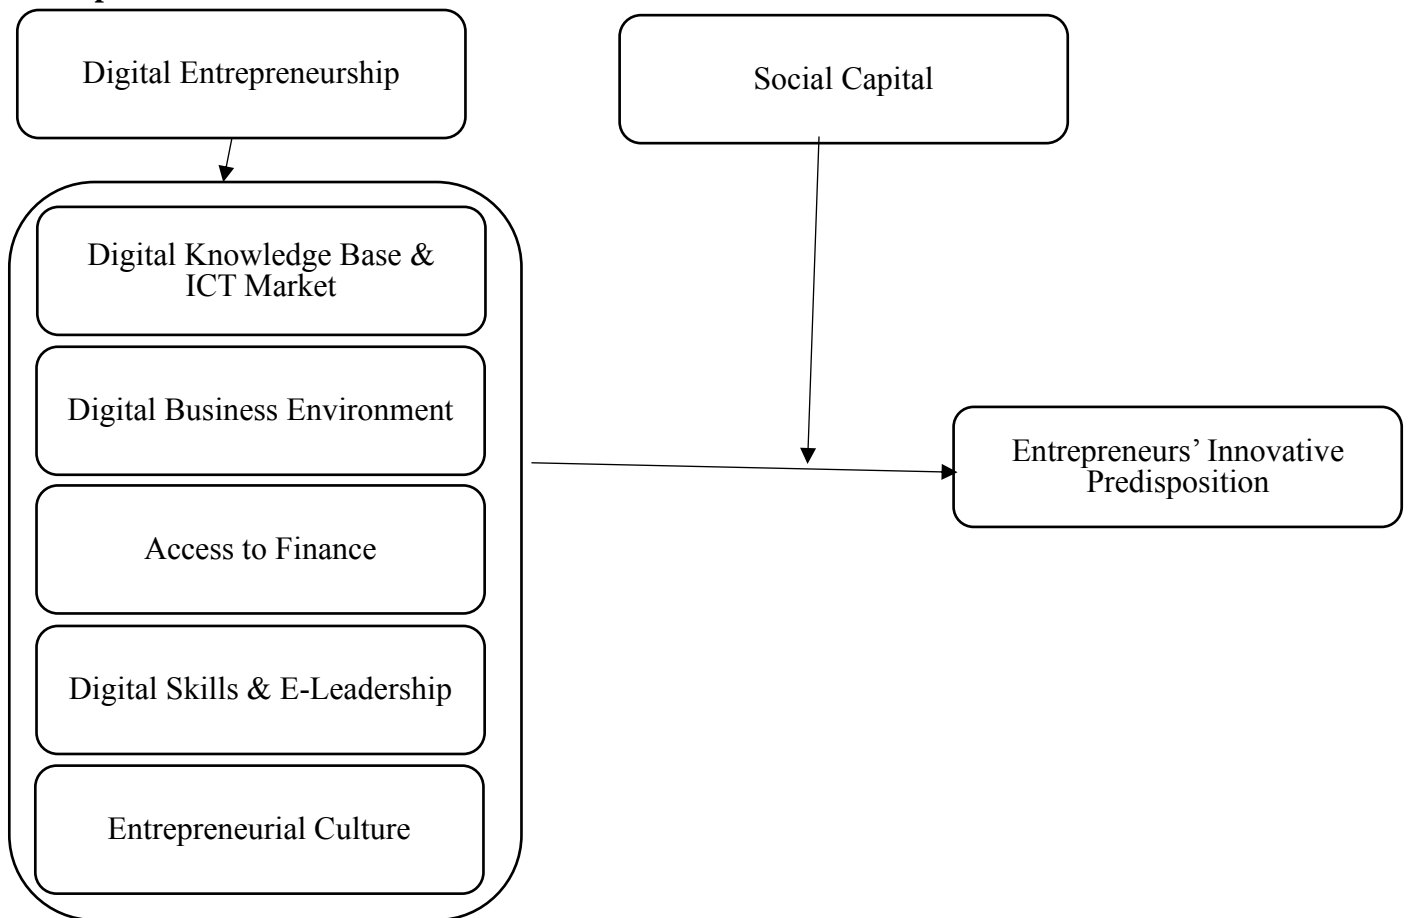 Digital Entrepreneurship
Social Capital
Digital Knowledge Base &
ICT Market
Digital Business Environment
Access to Finance
Digital Skills & E-Leadership
Entrepreneurial Culture
Entrepreneurs’ Innovative
Predisposition